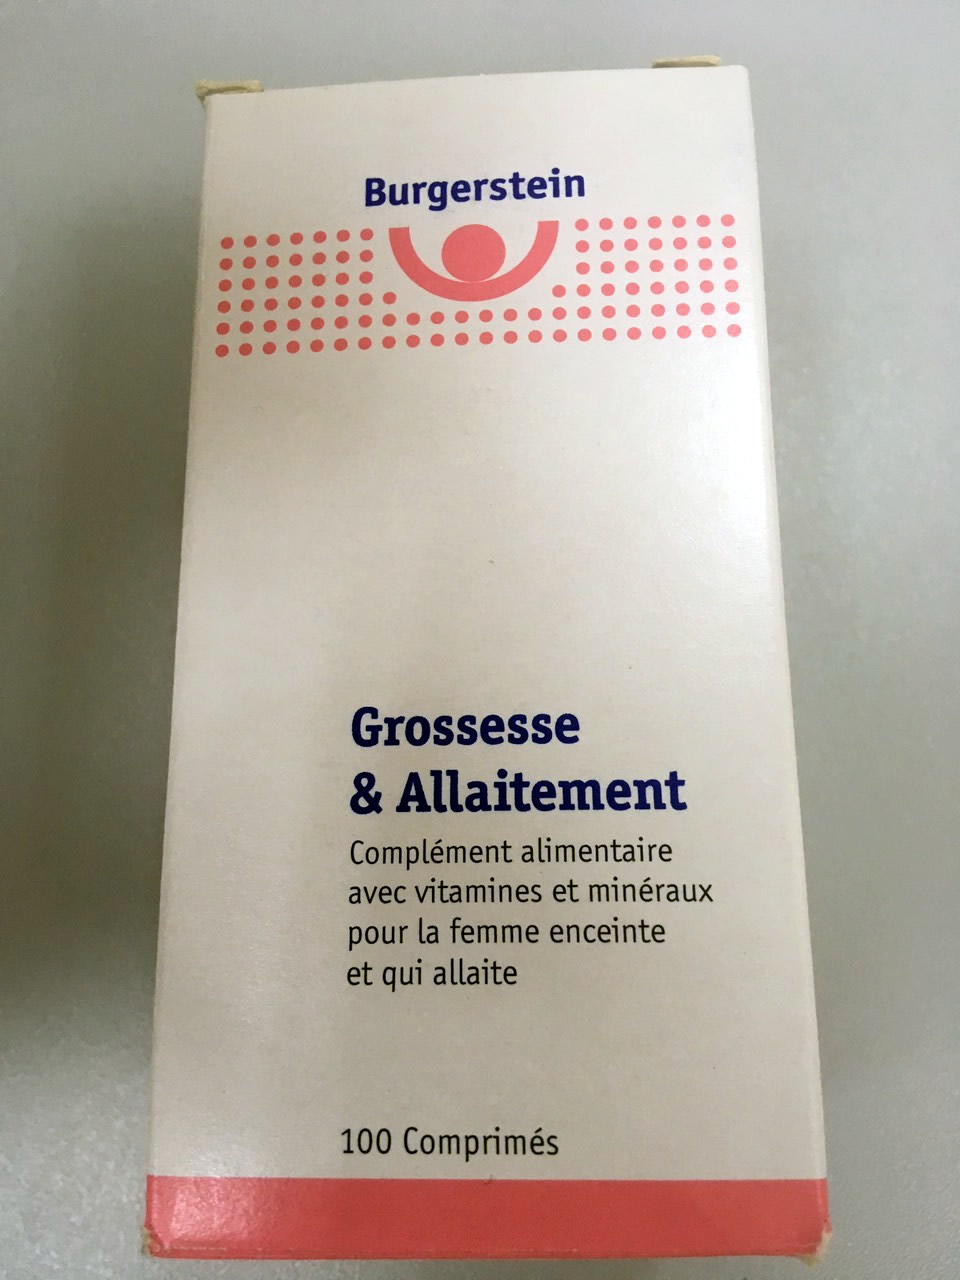 Burgerstein
Grossesse
& Allaitement
Complément alimentaire
avec vitamines et minéraux
pour la femme enceinte
et qui allaite
100 Comprimés